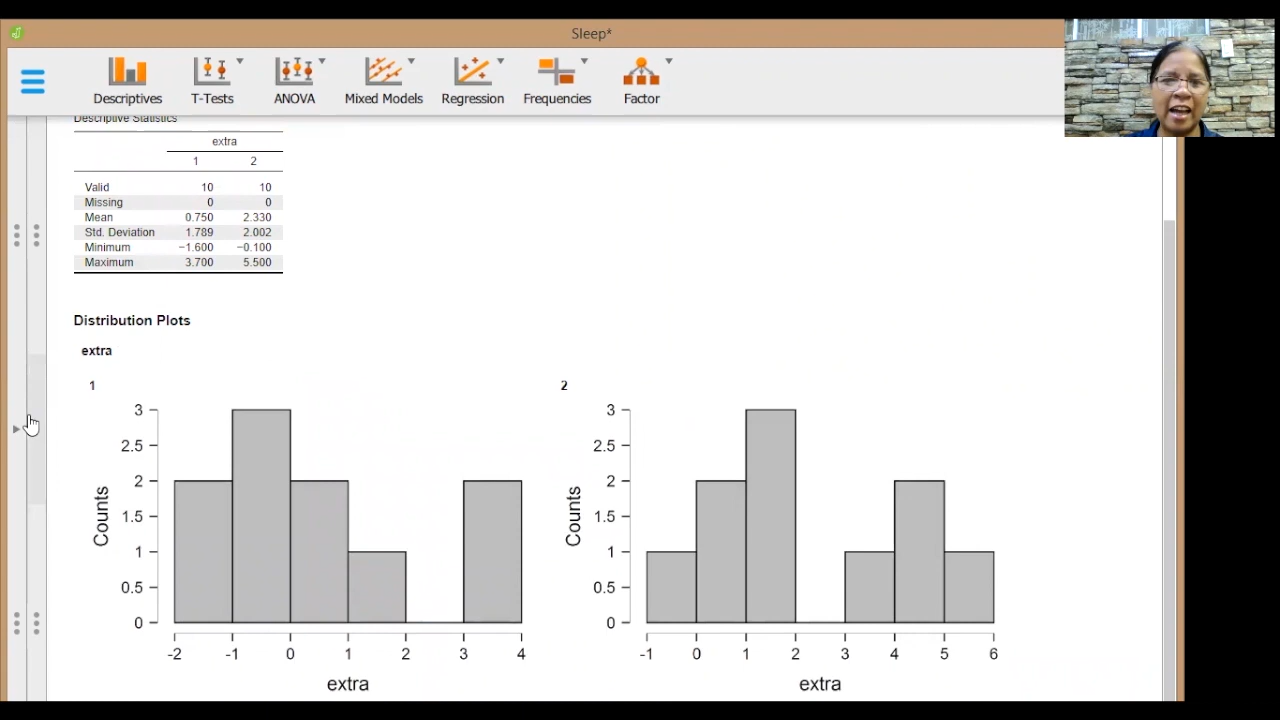 Sleep*
Descriptives T-Tests ANOVA Mixed Models Regression Frequencies Factor
Descriptive Statistics
extra
1 2
Valid 10 10
Missing 0 0
Mean 0.750 2.330
Std. Deviation 1.789 2.002
Minimum −1.600 −0.100
Maximum 3.700 5.500
Distribution Plots
extra
1
3
2.5
2
1.5
1
0.5
0
Counts
-2 -1 0 1 2 3 4
extra
2
3
2.5
2
1.5
1
0.5
0
Counts
-1 0 1 2 3 4 5 6
extra